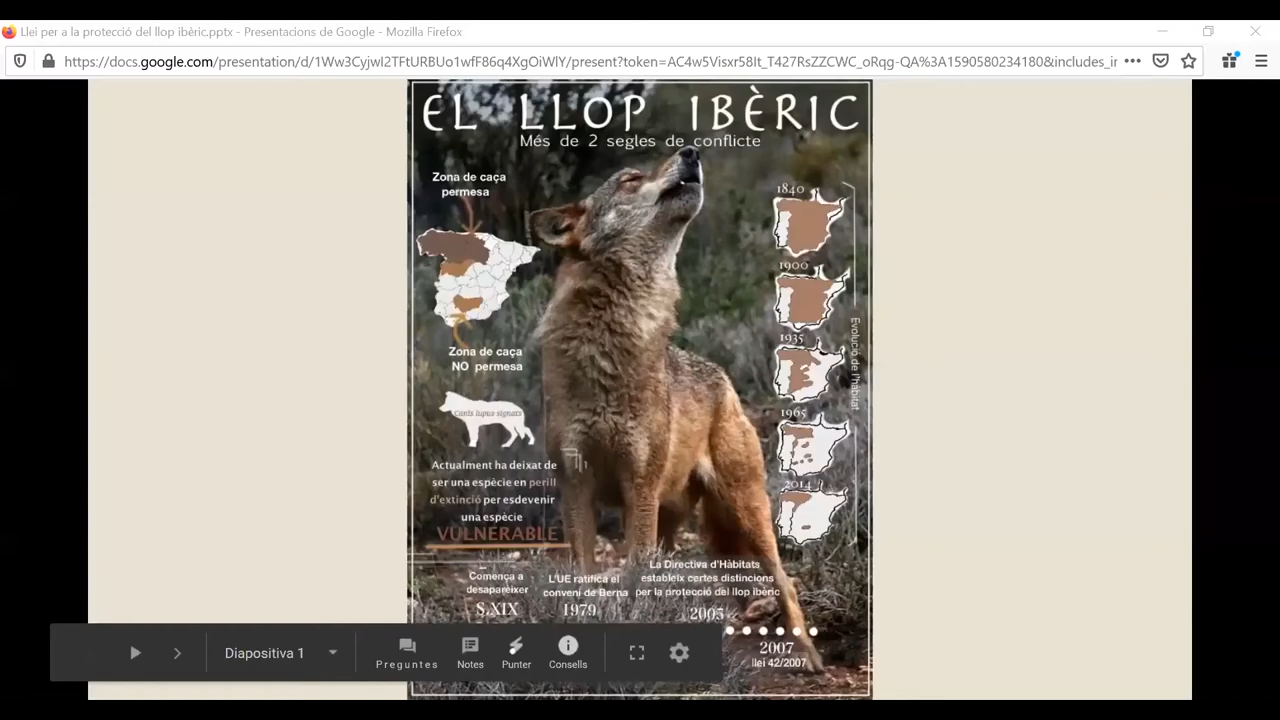 Llei per a la protecció del llop ibèric.pptx - Presentacions de Google - Mozilla Firefox
https://docs.google.com/presentation/d/1Ww3Cyjwl2TFtURBUo1wfF86q4XgOiWlY/present?token=AC4w5Visxr58It_T427RsZZCWC_oRqg-QA%3A1590580234180&includes_ir
EL LLOP IBÈRIC
Més de 2 segles de conflicte
Zona de caça
permesa
Zona de caça
NO permesa
Canis lupus signats
Actualment ha deixat de
ser una espècie en perill
d'extinció per esdevenir
una espècie
VULNERABLE
1840
1900
1935
1965
2014
Evolució de l'hàbitat
Comença a
desaparèixer
S.XIX
L'UE ratifica el
conveni de Berna
1979
La Directiva d'Hàbitats
estableix certes distincions
per la protecció del llop ibèric
2005
2007
llei 42/2007
Diapositiva 1
Preguntes
Notes
Punter
Consells